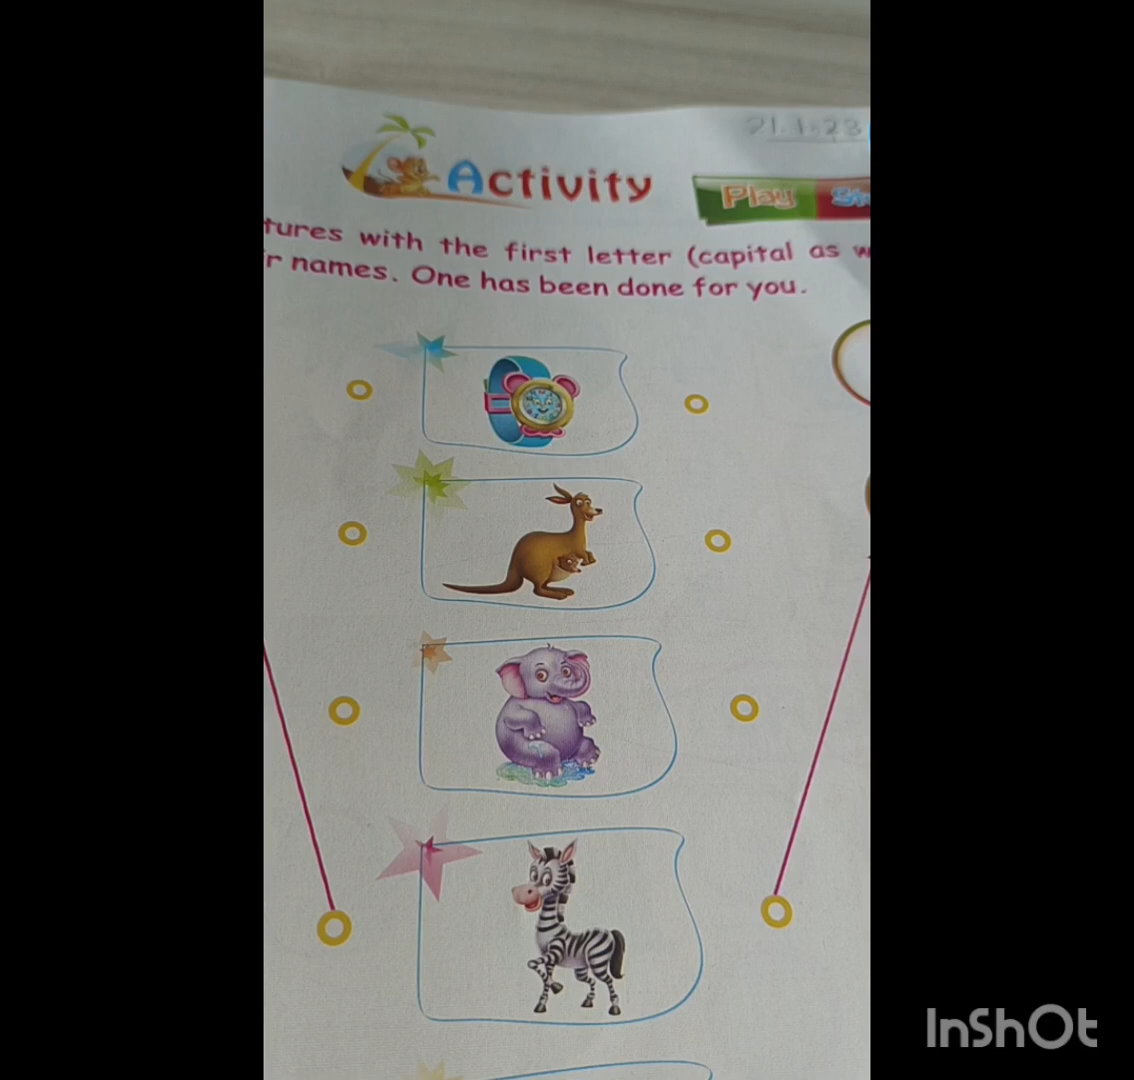 21.1.23
Activity
Play
tures with the first letter (capital as
r names. One has been done for you.
InShOt